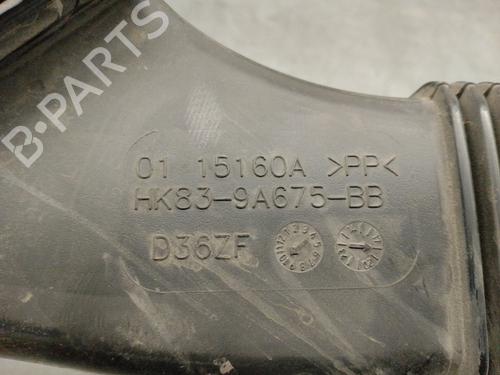 B-PARTS
01 15160A >PP<
HK83-9A675-BB
D36ZF